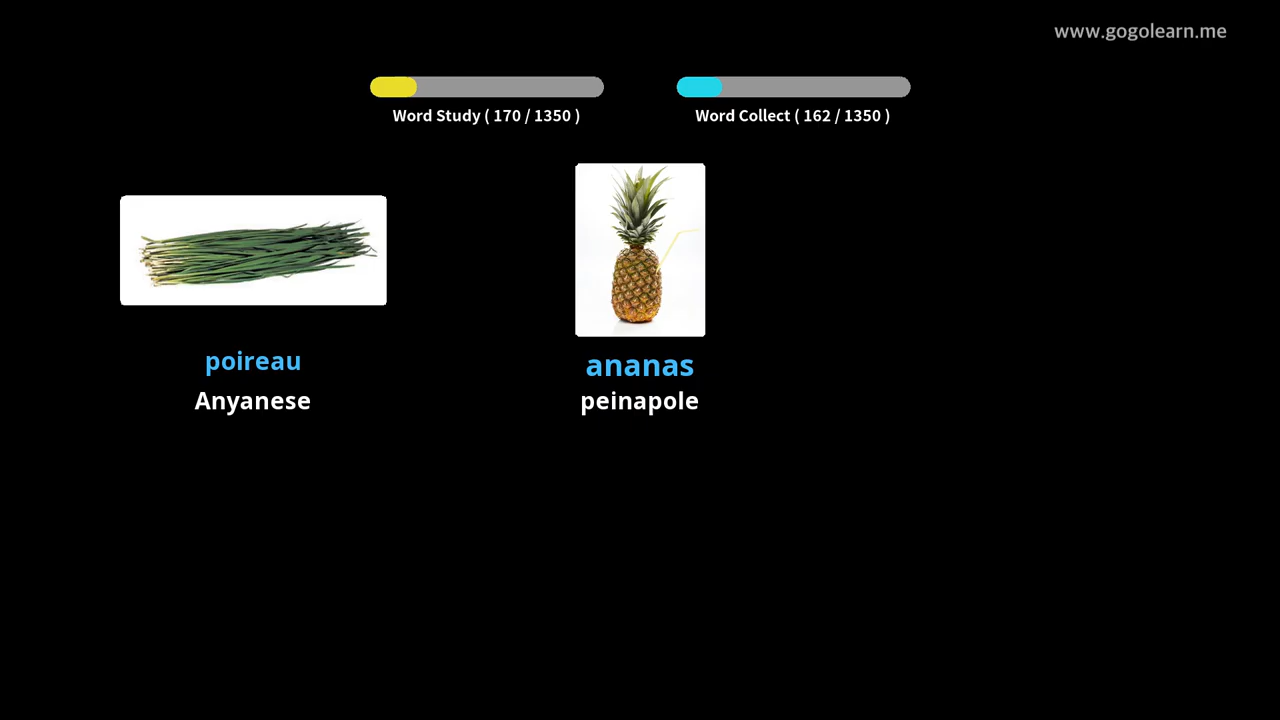 www.gogolearn.me
Word Study ( 170 / 1350 )
Word Collect ( 162 / 1350 )
poireau
Anyanese
ananas
peinapole